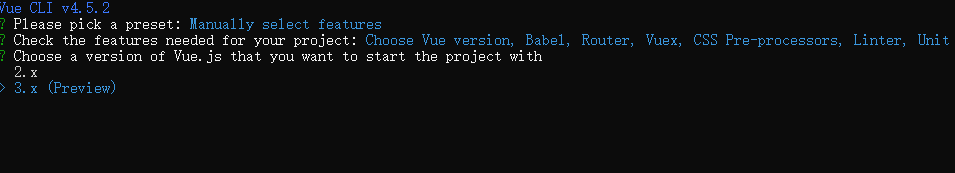 Vue CLI v4.5.2
? Please pick a preset: Manually select features
? Check the features needed for your project: Choose Vue version, Babel, Router, Vuex, CSS Pre-processors, Linter, Unit
? Choose a version of Vue.js that you want to start the project with
2.x
> 3.x (Preview)